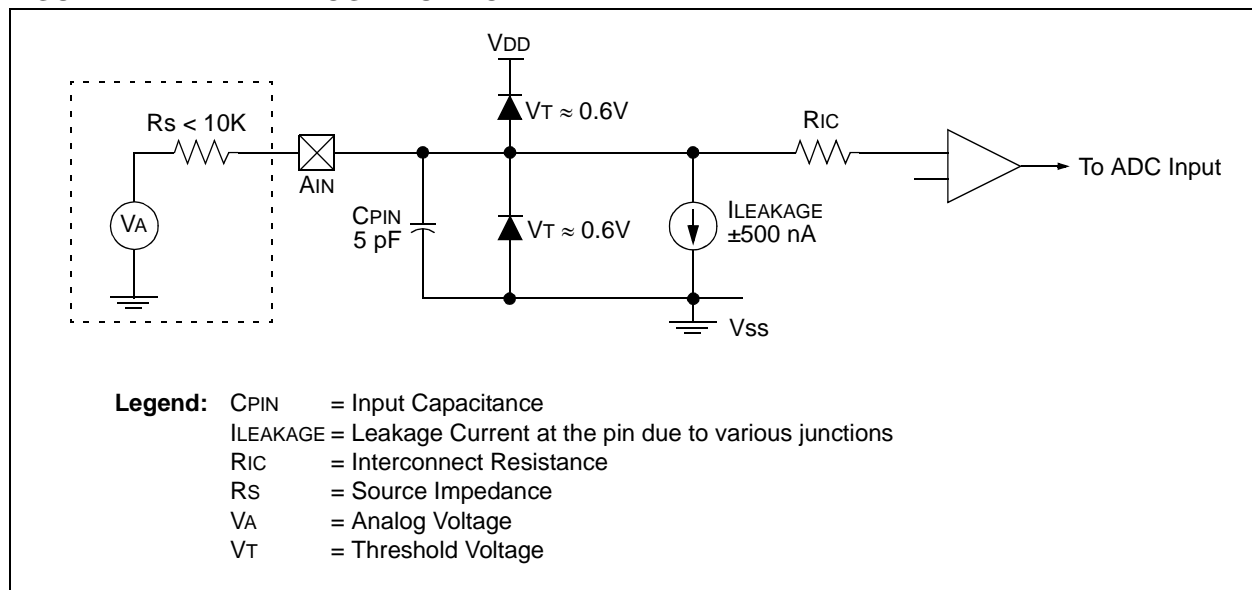 VDD
VT ≈ 0.6V
RS < 10K
RIC
AIN
To ADC Input
VA
CPIN
5 pF
VT ≈ 0.6V
ILEAKAGE
±500 nA
Vss
Legend: CPIN = Input Capacitance
ILEAKAGE = Leakage Current at the pin due to various junctions
RIC = Interconnect Resistance
RS = Source Impedance
VA = Analog Voltage
VT = Threshold Voltage